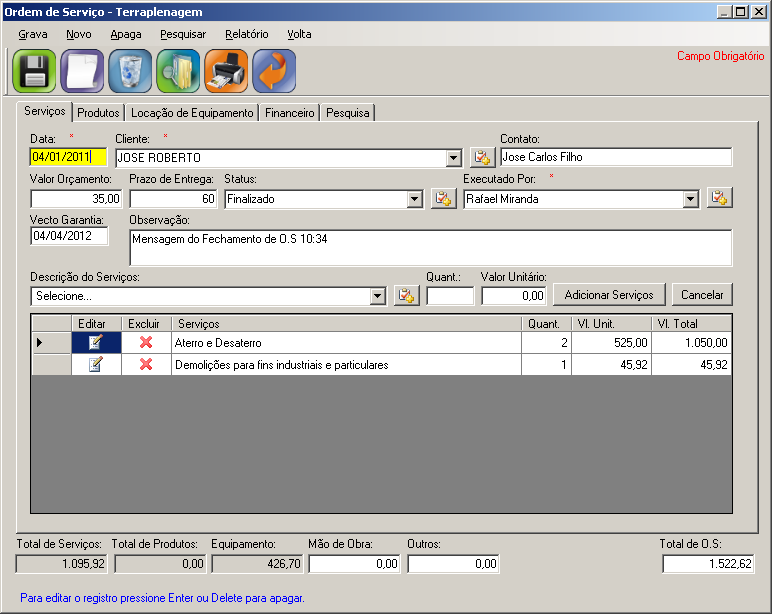 Ordem de Serviço - Terraplenagem
Grava Novo Apaga Pesquisar Relatório Volta
Campo Obrigatório
Serviços Produtos Locação de Equipamento Financeiro Pesquisa
Data: * Cliente: * Contato:
04/01/2011 JOSE ROBERTO Jose Carlos Filho
Valor Orçamento: Prazo de Entrega: Status: Executado Por: *
35,00 60 Finalizado Rafael Miranda
Vecto Garantia: Observação:
04/04/2012 Mensagem do Fechamento de O.S 10:34
Descrição do Serviços: Quant.: Valor Unitário:
Selecione... 0,00 Adicionar Serviços Cancelar
Editar Excluir Serviços Quant. Vl. Unit. Vl. Total
Aterro e Desaterro 2 525,00 1.050,00
Demolições para fins industriais e particulares 1 45,92 45,92
Total de Serviços: Total de Produtos: Equipamento: Mão de Obra: Outros: Total de O.S:
1.095,92 0,00 426,70 0,00 0,00 1.522,62
Para editar o registro pressione Enter ou Delete para apagar.